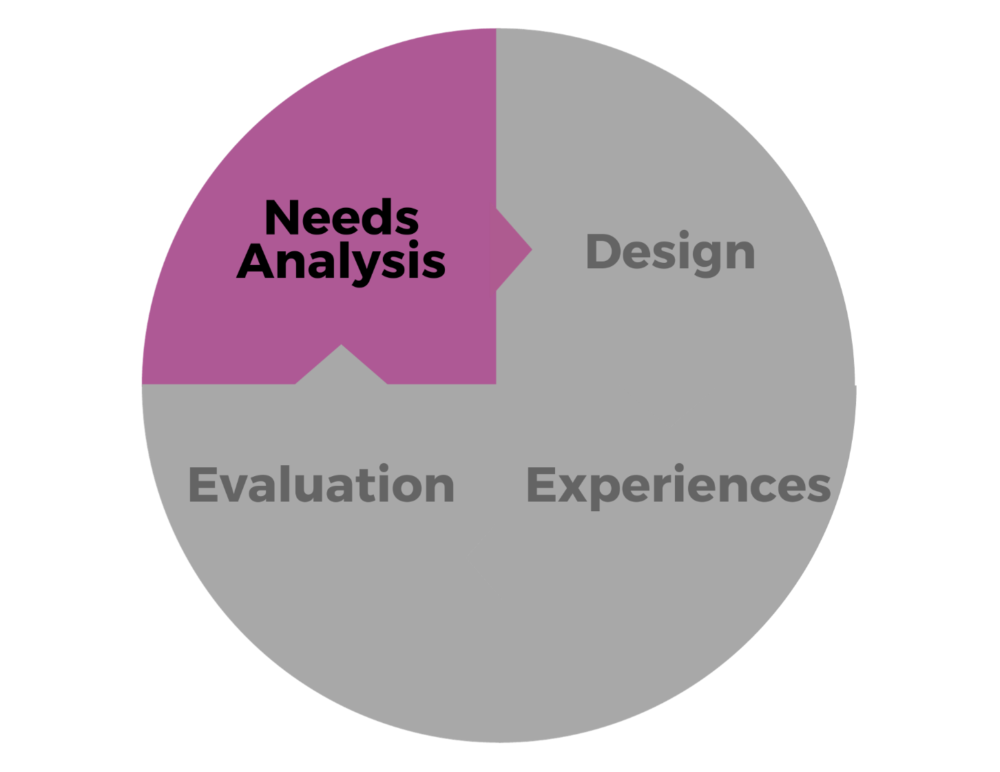 Needs
Analysis
Design
Evaluation
Experiences